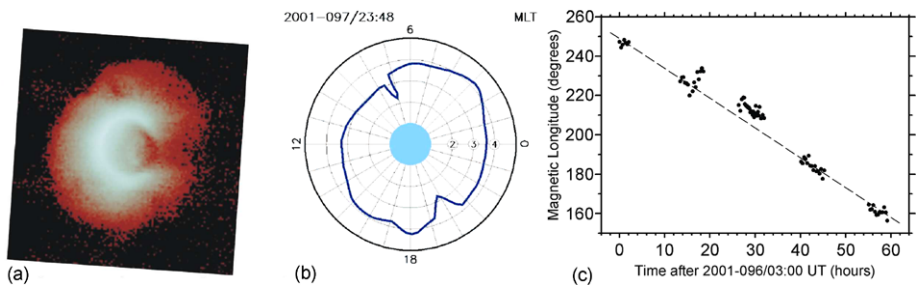 (a)
2001-097/23:48 MLT
6
12
2 3 4
0
18
(b)
260
240
220
200
180
160
Magnetic Longitude (degrees)
0 10 20 30 40 50 60
Time after 2001-096/03:00 UT (hours)
(c)